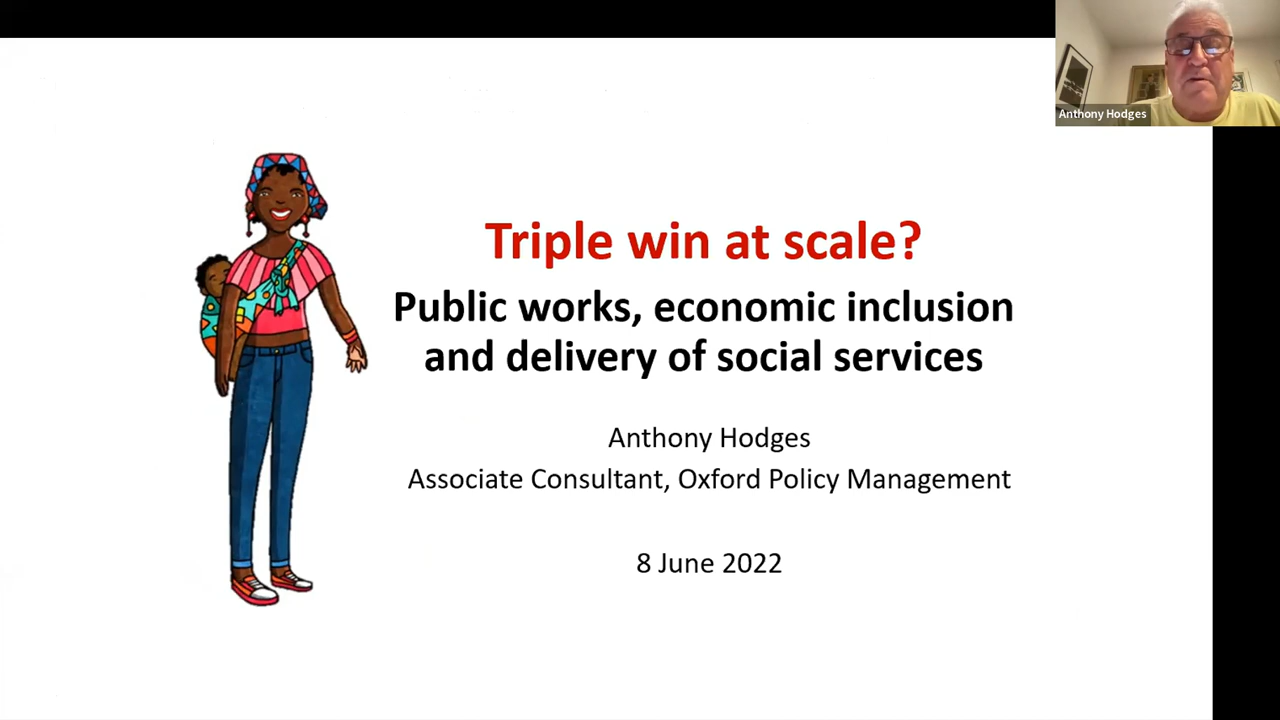 Anthony Hodges
Triple win at scale?
Public works, economic inclusion
and delivery of social services
Anthony Hodges
Associate Consultant, Oxford Policy Management
8 June 2022